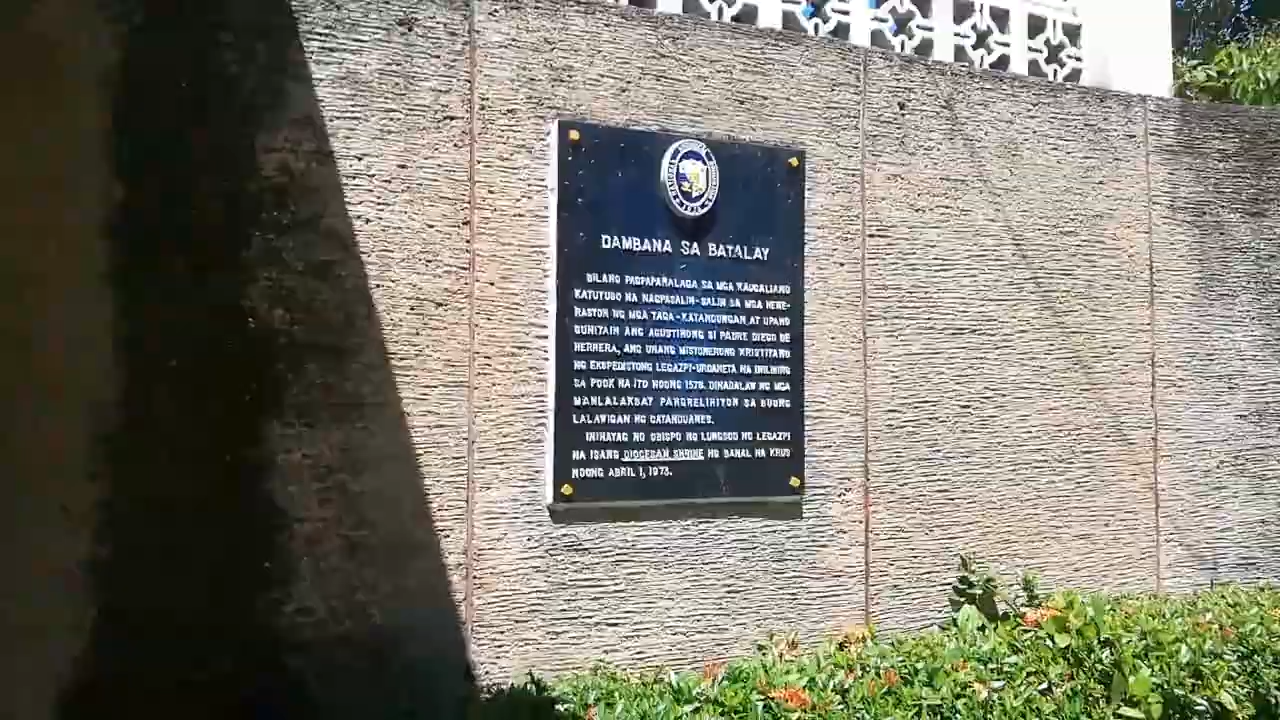 DAMBANA SA BATALAY
BILANG PAGPAPAHALAGA SA MGA KAUGALIANG
KATUTUBO NA NAGPASALIN-SALIN SA MGA HENE-
RASYON NG MGA TAGA-KATANDUNGAN AT UPANG
GUNITAIN ANG AGUSTINONG SI PADRE DIEGO DE
HERRERA, ANG UNANG MISYONERONG KRISTIYANO
NG EKSPEDISYONG LEGAZPI-URDANETA NA INILIBING
SA POOK NA ITO NOONG 1576. DINADALAW NG MGA
MANLALAKBAY PANGRELIHIYON SA BUONG
LALAWIGAN NG CATANDUANES.
INIHAYAG NG OBISPO NG LUNGSOD NG LEGAZPI
NA ISANG DIOCESAN SHRINE NG BANAL NA KRUS
NOONG ABRIL 1, 1973.